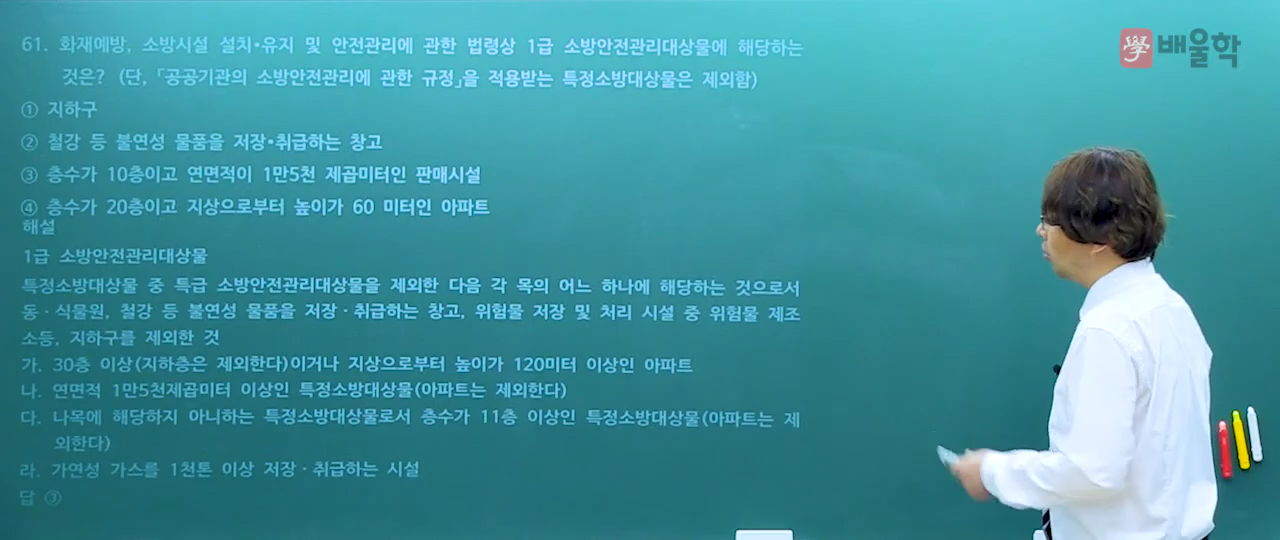 學 배울학
61. 화재예방, 소방시설 설치•유지 및 안전관리에 관한 법령상 1급 소방안전관리대상물에 해당하는
것은? (단, 「공공기관의 소방안전관리에 관한 규정」을 적용받는 특정소방대상물은 제외함)
① 지하구
② 철강 등 불연성 물품을 저장•취급하는 창고
③ 층수가 10층이고 연면적이 1만5천 제곱미터인 판매시설
④ 층수가 20층이고 지상으로부터 높이가 60 미터인 아파트
해설
1급 소방안전관리대상물
특정소방대상물 중 특급 소방안전관리대상물을 제외한 다음 각 목의 어느 하나에 해당하는 것으로서
동·식물원, 철강 등 불연성 물품을 저장·취급하는 창고, 위험물 저장 및 처리 시설 중 위험물 제조
소등, 지하구를 제외한 것
가. 30층 이상(지하층은 제외한다)이거나 지상으로부터 높이가 120미터 이상인 아파트
나. 연면적 1만5천제곱미터 이상인 특정소방대상물(아파트는 제외한다)
다. 나목에 해당하지 아니하는 특정소방대상물로서 층수가 11층 이상인 특정소방대상물(아파트는 제
외한다)
라. 가연성 가스를 1천톤 이상 저장·취급하는 시설
답 ③